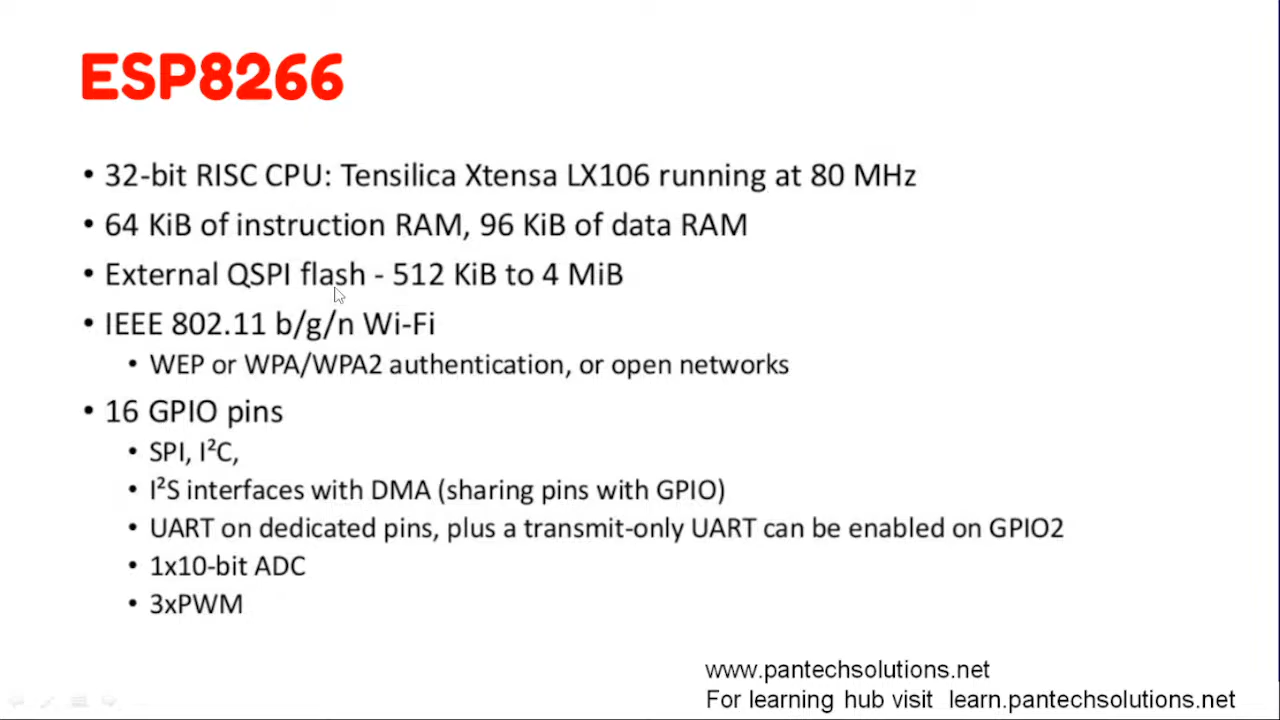 ESP8266
• 32-bit RISC CPU: Tensilica Xtensa LX106 running at 80 MHz
• 64 KiB of instruction RAM, 96 KiB of data RAM
• External QSPI flash - 512 KiB to 4 MiB
• IEEE 802.11 b/g/n Wi-Fi
• WEP or WPA/WPA2 authentication, or open networks
• 16 GPIO pins
• SPI, I²C,
• I²S interfaces with DMA (sharing pins with GPIO)
• UART on dedicated pins, plus a transmit-only UART can be enabled on GPIO2
• 1x10-bit ADC
• 3xPWM
www.pantechsolutions.net
For learning hub visit learn.pantechsolutions.net